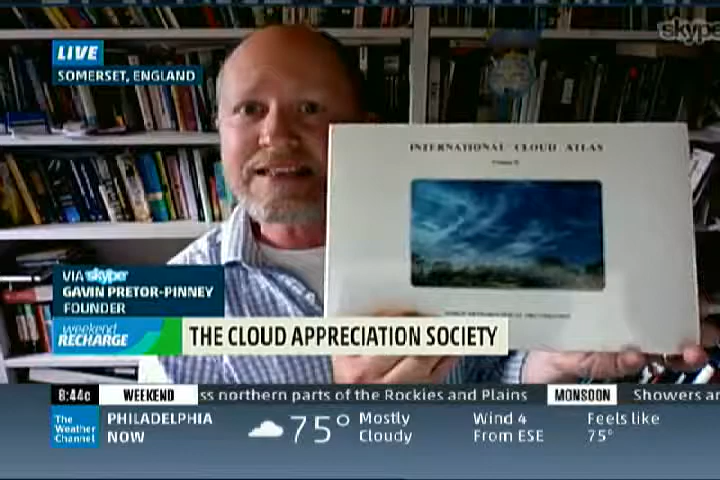 LIVE
skype
SOMERSET, ENGLAND
INTERNATIONAL CLOUD ATLAS
VIA skype
GAVIN PRETOR-PINNEY
FOUNDER
weekend
RECHARGE
THE CLOUD APPRECIATION SOCIETY
8:44c WEEKEND ss northern parts of the Rockies and Plains MONSOON Showers ar
The
Weather
Channel
PHILADELPHIA
NOW
75°
Mostly
Cloudy
Wind 4
From ESE
Feels like
75°